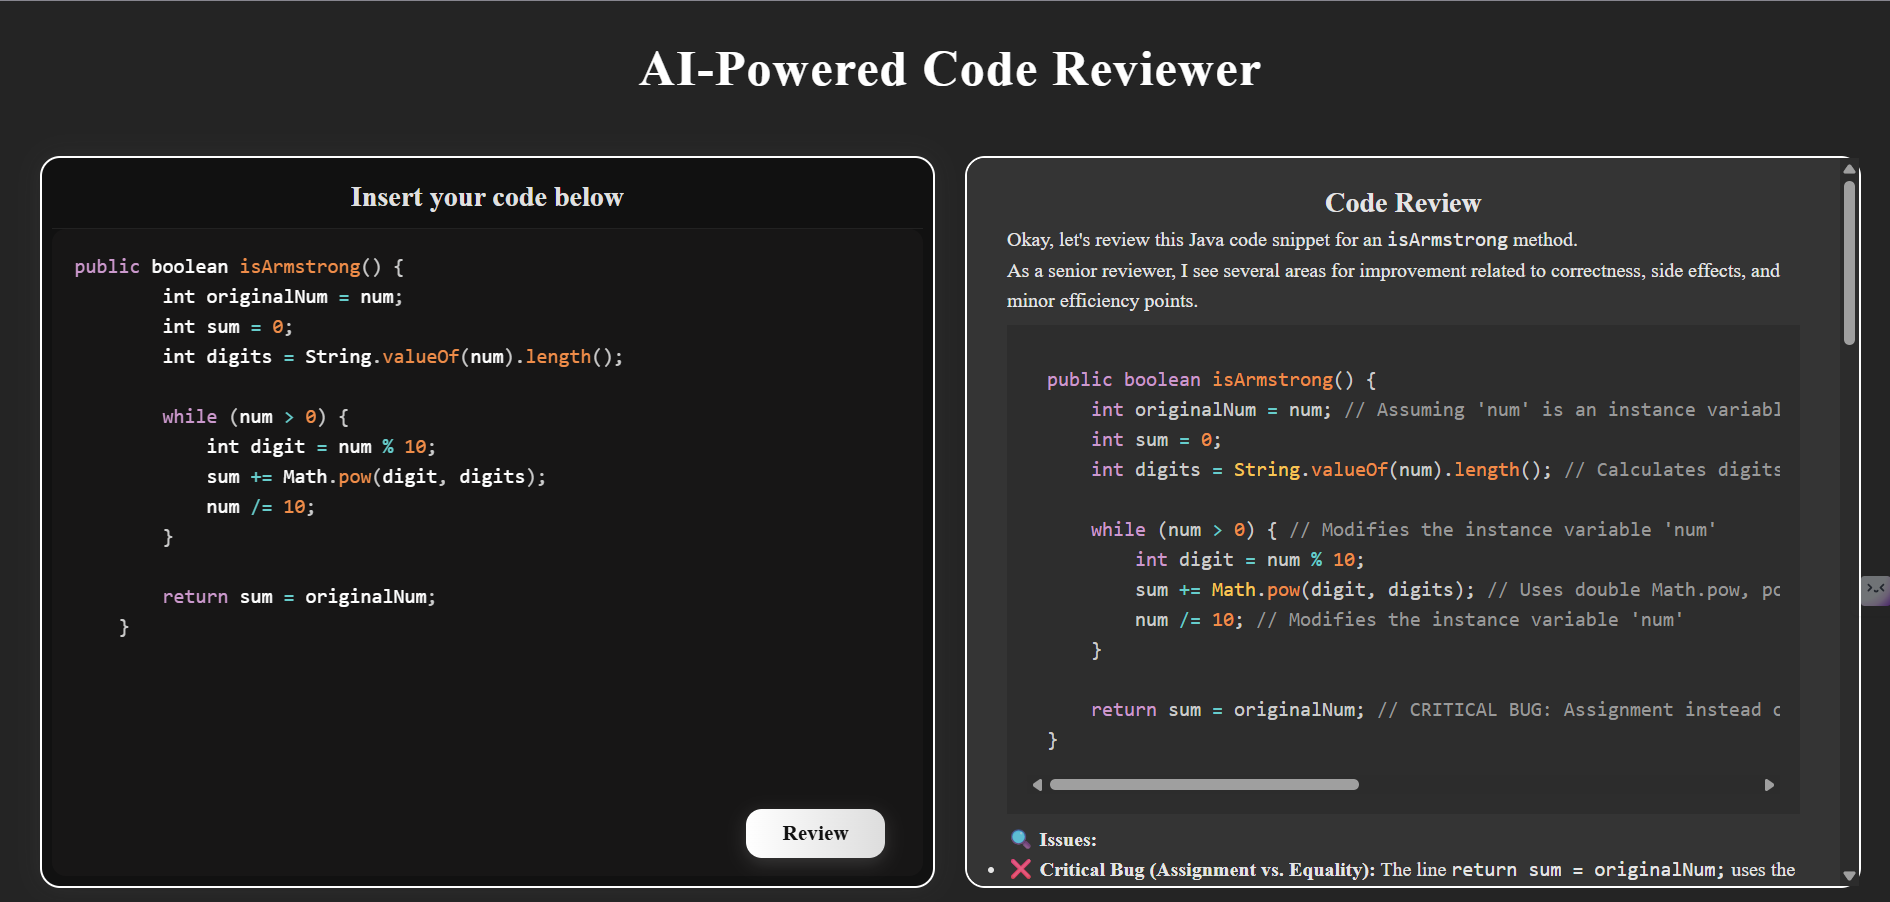 AI-Powered Code Reviewer
Insert your code below
public boolean isArmstrong() {
int originalNum = num;
int sum = 0;
int digits = String.valueOf(num).length();
while (num > 0) {
int digit = num % 10;
sum += Math.pow(digit, digits);
num /= 10;
}
return sum = originalNum;
}
Review
Code Review
Okay, let's review this Java code snippet for an isArmstrong method.
As a senior reviewer, I see several areas for improvement related to correctness, side effects, and
minor efficiency points.
public boolean isArmstrong() {
int originalNum = num; // Assuming 'num' is an instance variabl
int sum = 0;
int digits = String.valueOf(num).length(); // Calculates digits
while (num > 0) { // Modifies the instance variable 'num'
int digit = num % 10;
sum += Math.pow(digit, digits); // Uses double Math.pow, po
num /= 10; // Modifies the instance variable 'num'
}
return sum = originalNum; // CRITICAL BUG: Assignment instead
}
Issues:
Critical Bug (Assignment vs. Equality): The line return sum = originalNum; uses the